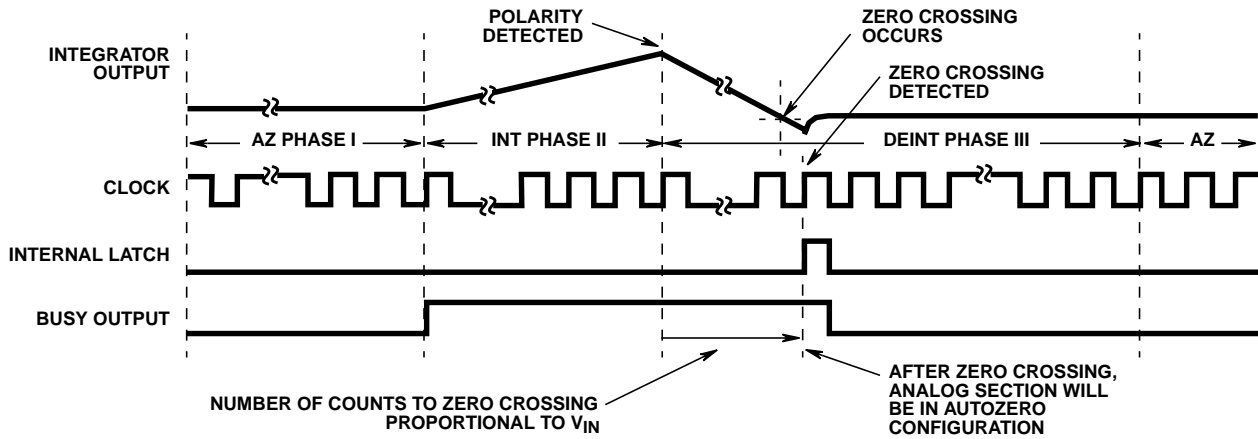 POLARITY
DETECTED
ZERO CROSSING
OCCURS
INTEGRATOR
OUTPUT
ZERO CROSSING
DETECTED
AZ PHASE I
INT PHASE II
DEINT PHASE III
AZ
CLOCK
INTERNAL LATCH
BUSY OUTPUT
NUMBER OF COUNTS TO ZERO CROSSING
PROPORTIONAL TO VIN
AFTER ZERO CROSSING,
ANALOG SECTION WILL
BE IN AUTOZERO
CONFIGURATION